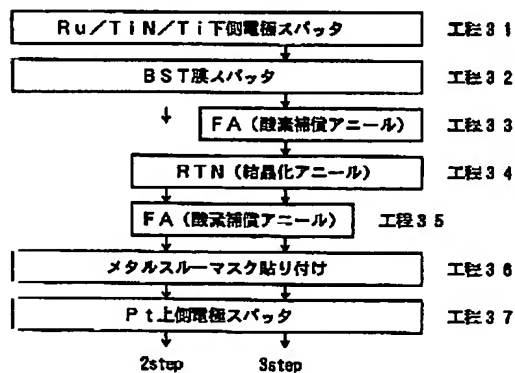 Ru／TiN／Ti下側電極スパッタ 工程31
BST膜スパッタ 工程32
FA（酸素補償アニール） 工程33
RTN（結晶化アニール） 工程34
FA（酸素補償アニール） 工程35
メタルスルーマスク貼り付け 工程36
Pt上側電極スパッタ 工程37
2step 3step